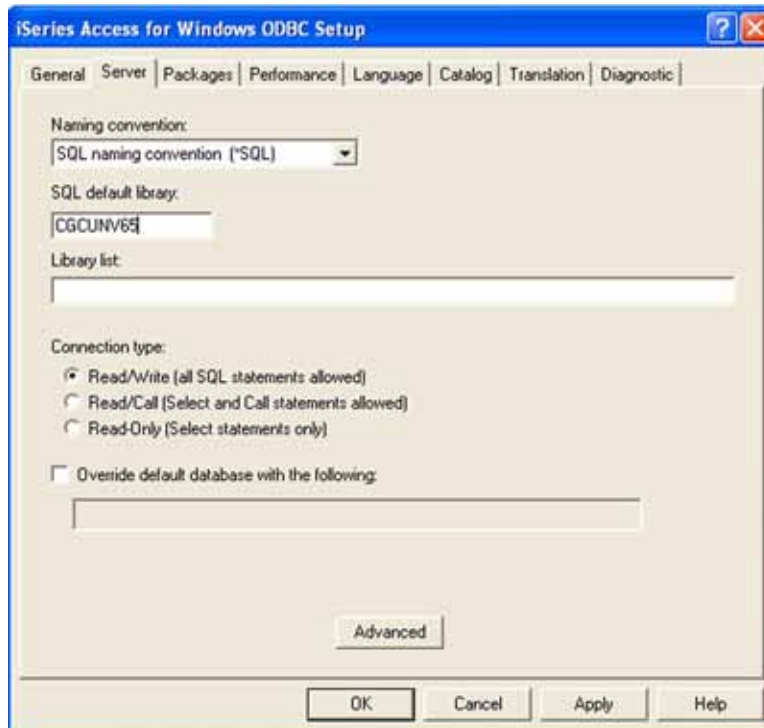 iSeries Access for Windows ODBC Setup
General Server Packages Performance Language Catalog Translation Diagnostic
Naming convention:
SQL naming convention (*SQL)
SQL default library:
CGCUNV65
Library list:
Connection type:
Read/Write (all SQL statements allowed)
Read/Call (Select and Call statements allowed)
Read-Only (Select statements only)
Override default database with the following:
Advanced
OK Cancel Apply Help